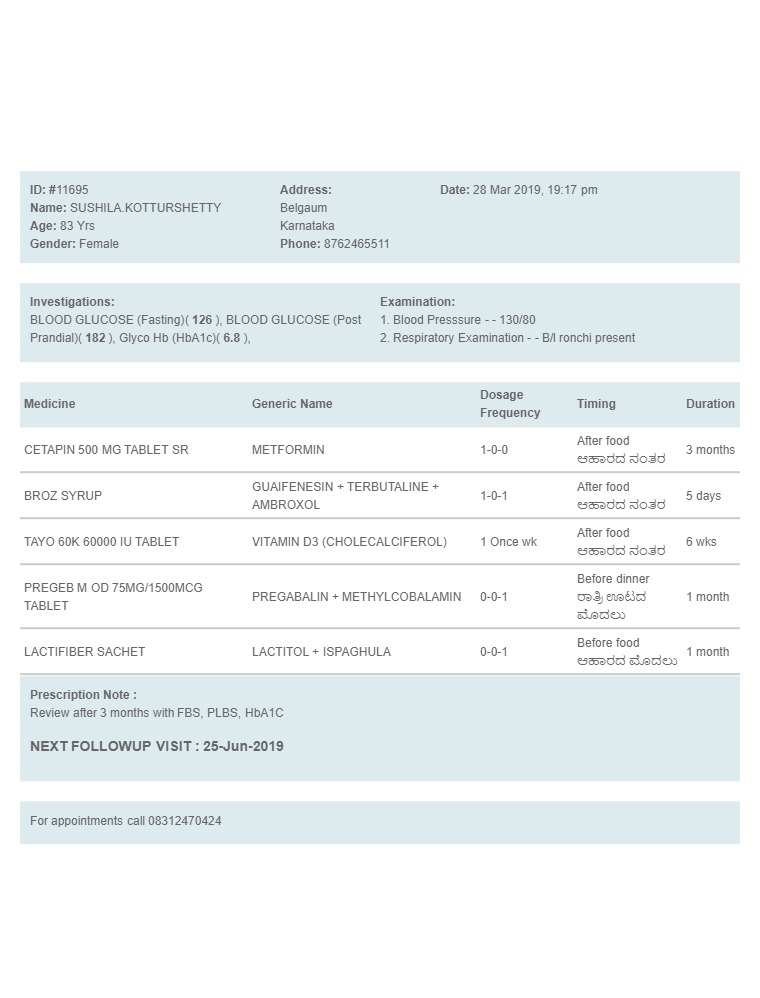 ID: #11695
Name: SUSHILA.KOTTURSHETTY
Age: 83 Yrs
Gender: Female
Address:
Belgaum
Karnataka
Phone: 8762465511
Date: 28 Mar 2019, 19:17 pm
Investigations:
BLOOD GLUCOSE (Fasting)( 126 ), BLOOD GLUCOSE (Post
Prandial)( 182 ), Glyco Hb (HbA1c)( 6.8 ),
Examination:
1. Blood Presssure - - 130/80
2. Respiratory Examination - - B/l ronchi present
Medicine Generic Name Dosage Frequency Timing Duration
CETAPIN 500 MG TABLET SR METFORMIN 1-0-0 After food 3 months
ಆಹಾರದ ನಂತರ
BROZ SYRUP GUAIFENESIN + TERBUTALINE + AMBROXOL 1-0-1 After food 5 days
ಆಹಾರದ ನಂತರ
TAYO 60K 60000 IU TABLET VITAMIN D3 (CHOLECALCIFEROL) 1 Once wk After food 6 wks
ಆಹಾರದ ನಂತರ
PREGEB M OD 75MG/1500MCG TABLET PREGABALIN + METHYLCOBALAMIN 0-0-1 Before dinner 1 month
ರಾತ್ರಿ ಊಟದ
ಮೊದಲು
LACTIFIBER SACHET LACTITOL + ISPAGHULA 0-0-1 Before food 1 month
ಆಹಾರದ ಮೊದಲು
Prescription Note :
Review after 3 months with FBS, PLBS, HbA1C
NEXT FOLLOWUP VISIT : 25-Jun-2019
For appointments call 08312470424